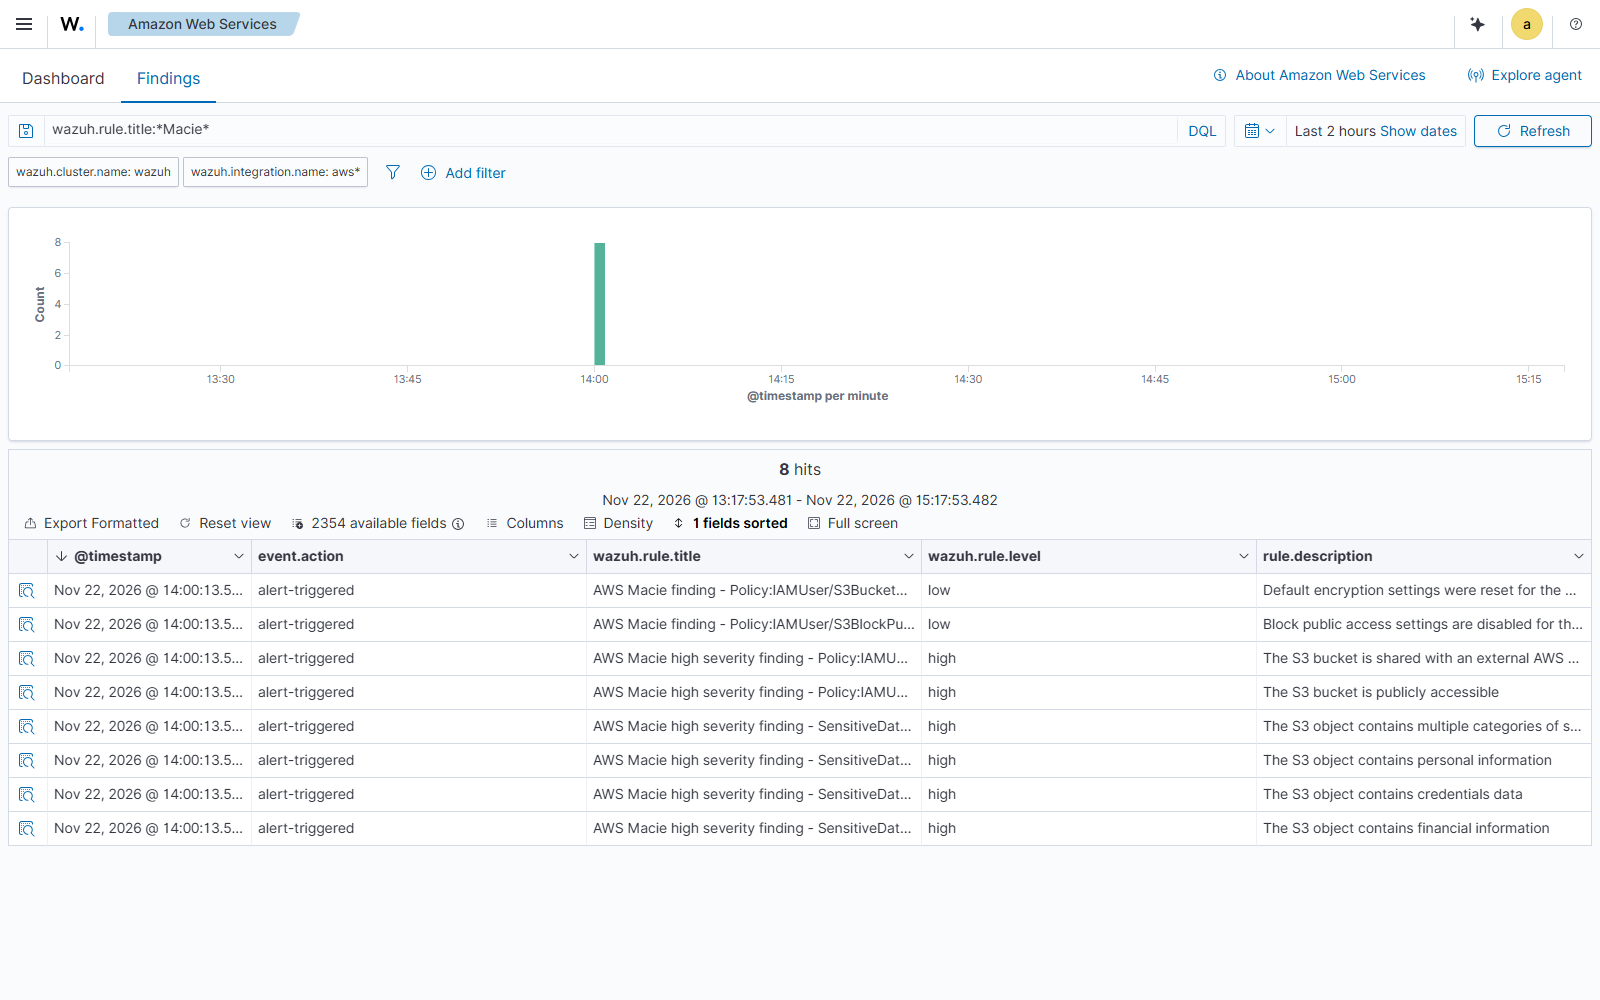 W.
Amazon Web Services
a
Dashboard
Findings
About Amazon Web Services
Explore agent
wazuh.rule.title:*Macie*
DQL
Last 2 hours Show dates
Refresh
wazuh.cluster.name: wazuh
wazuh.integration.name: aws*
Add filter
Count
8
6
4
2
0
13:30
13:45
14:00
14:15
14:30
14:45
15:00
15:15
@timestamp per minute
8 hits
Nov 22, 2026 @ 13:17:53.481 - Nov 22, 2026 @ 15:17:53.482
Export Formatted
Reset view
2354 available fields
Columns
Density
1 fields sorted
Full screen
@timestamp event.action wazuh.rule.title wazuh.rule.level rule.description
Nov 22, 2026 @ 14:00:13.5... alert-triggered AWS Macie finding - Policy:IAMUser/S3Bucket... low Default encryption settings were reset for the ...
Nov 22, 2026 @ 14:00:13.5... alert-triggered AWS Macie finding - Policy:IAMUser/S3BlockPu... low Block public access settings are disabled for th...
Nov 22, 2026 @ 14:00:13.5... alert-triggered AWS Macie high severity finding - Policy:IAMU... high The S3 bucket is shared with an external AWS ...
Nov 22, 2026 @ 14:00:13.5... alert-triggered AWS Macie high severity finding - Policy:IAMU... high The S3 bucket is publicly accessible
Nov 22, 2026 @ 14:00:13.5... alert-triggered AWS Macie high severity finding - SensitiveDat... high The S3 object contains multiple categories of s...
Nov 22, 2026 @ 14:00:13.5... alert-triggered AWS Macie high severity finding - SensitiveDat... high The S3 object contains personal information
Nov 22, 2026 @ 14:00:13.5... alert-triggered AWS Macie high severity finding - SensitiveDat... high The S3 object contains credentials data
Nov 22, 2026 @ 14:00:13.5... alert-triggered AWS Macie high severity finding - SensitiveDat... high The S3 object contains financial information